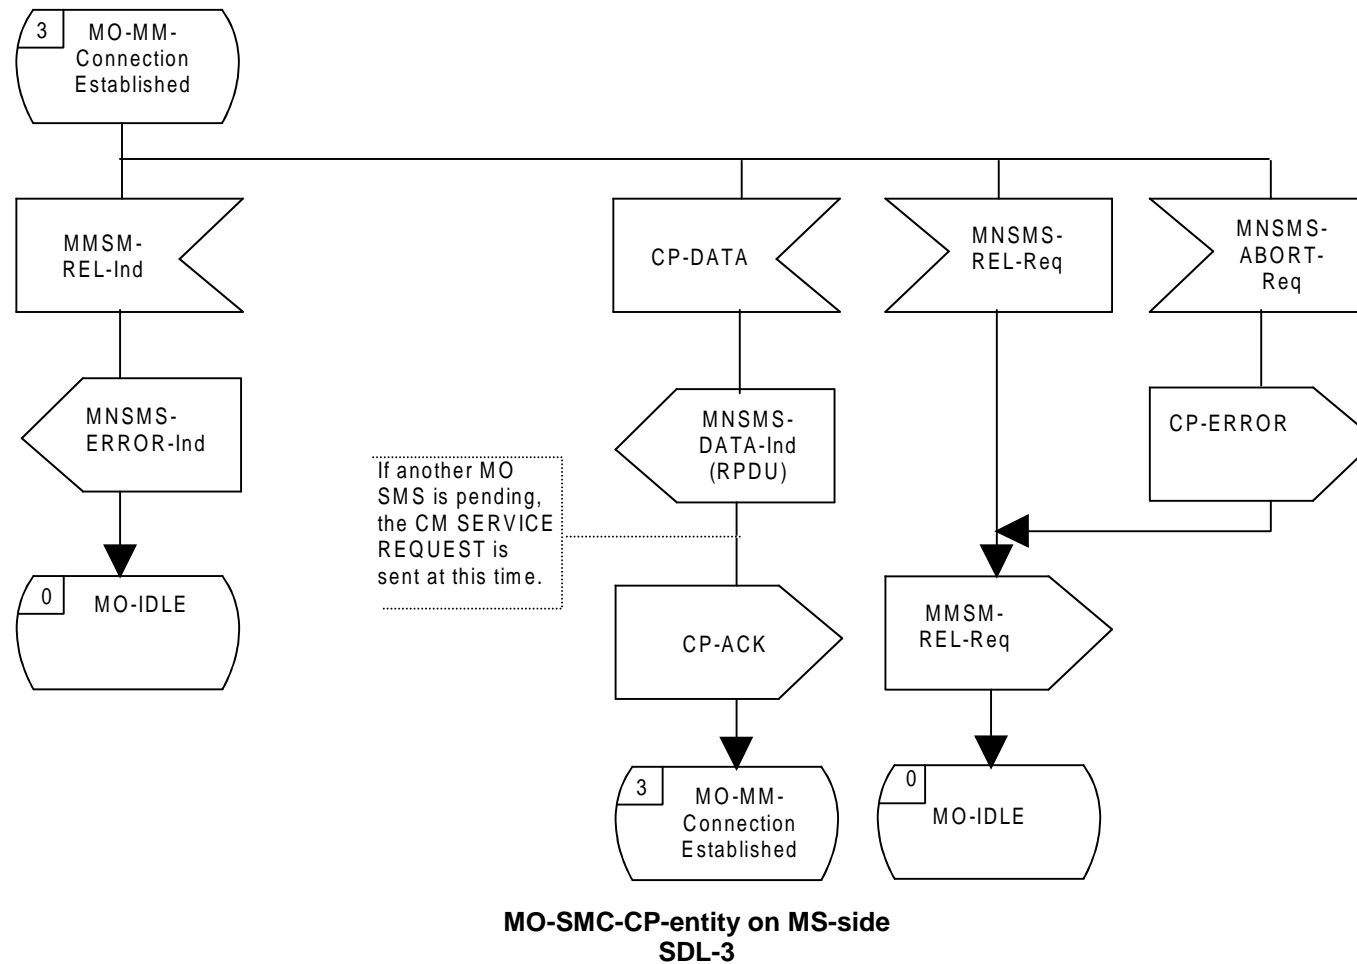 3
MO-MM-
Connection
Established
MMSM-
REL-Ind
CP-DATA
MNSMS-
REL-Req
MNSMS-
ABORT-
Req
MNSMS-
ERROR-Ind
MNSMS-
DATA-Ind
(RPDU)
CP-ERROR
If another MO
SMS is pending,
the CM SERVICE
REQUEST is
sent at this time.
0
MO-IDLE
CP-ACK
MMSM-
REL-Req
3
MO-MM-
Connection
Established
0
MO-IDLE
MO-SMC-CP-entity on MS-side
SDL-3